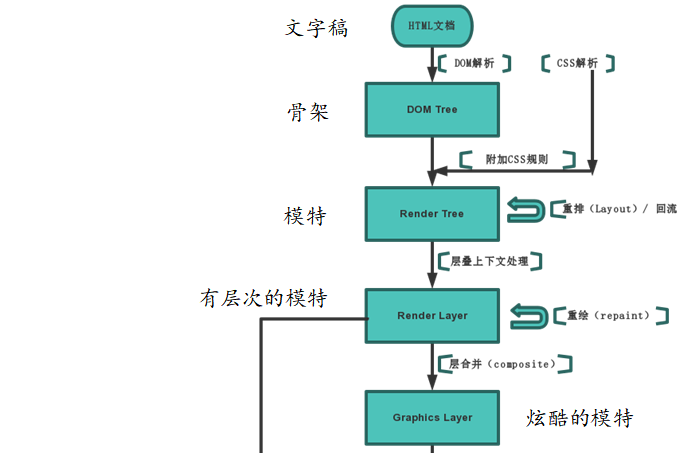 文字稿
HTML文档
DOM解析
CSS解析
骨架
DOM Tree
附加CSS规则
模特
Render Tree
重排（Layout）/ 回流
层叠上下文处理
有层次的模特
Render Layer
重绘（repaint）
层合并（composite）
Graphics Layer
炫酷的模特